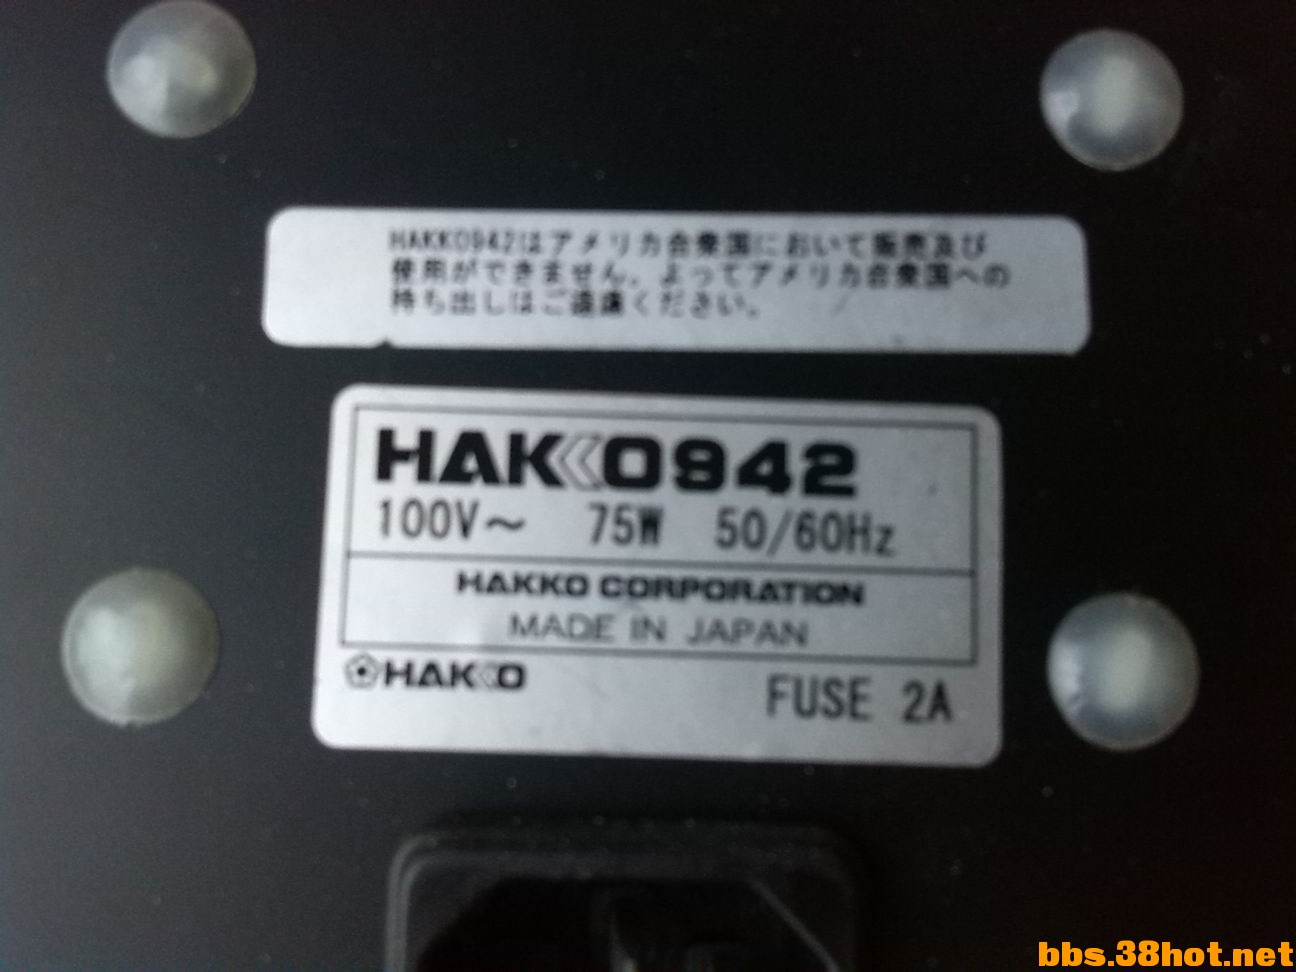 HAKKO942はアメリカ合衆国において販売及び
使用ができません。よってアメリカ合衆国への
持ち出しはご遠慮ください。
HAKKO942
100V～ 75W 50/60Hz
HAKKO CORPORATION
MADE IN JAPAN
HAKKO
FUSE 2A
bbs.38hot.net